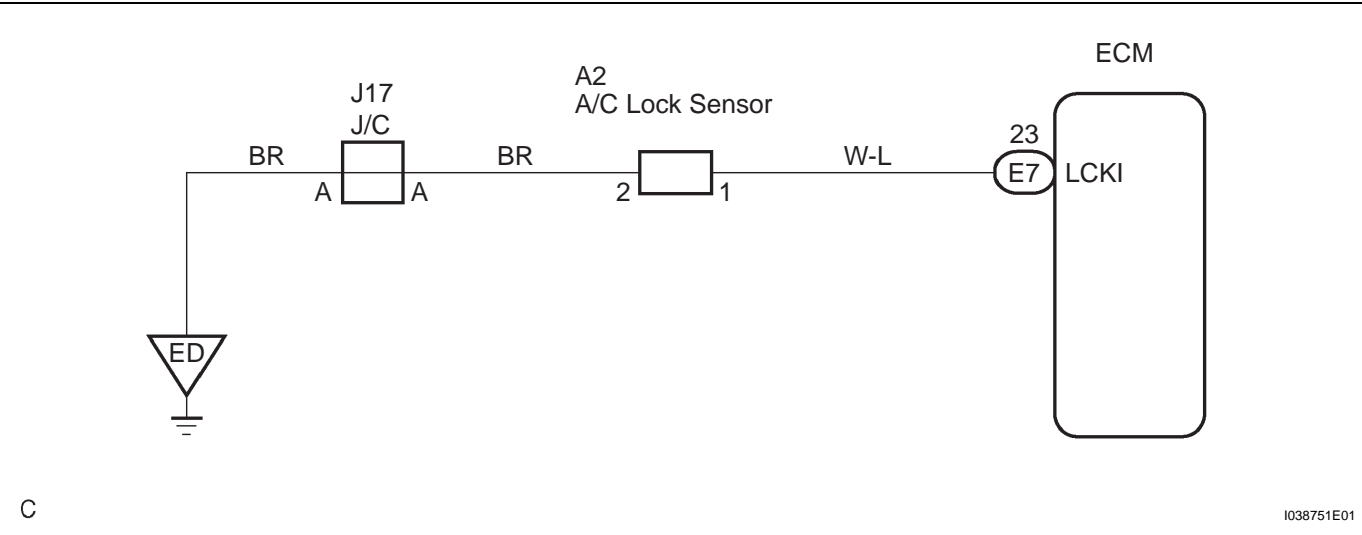 ECM
A2
A/C Lock Sensor
J17
J/C
23
BR
BR
W-L
E7
LCKI
A
A
2
1
ED
C
I038751E01